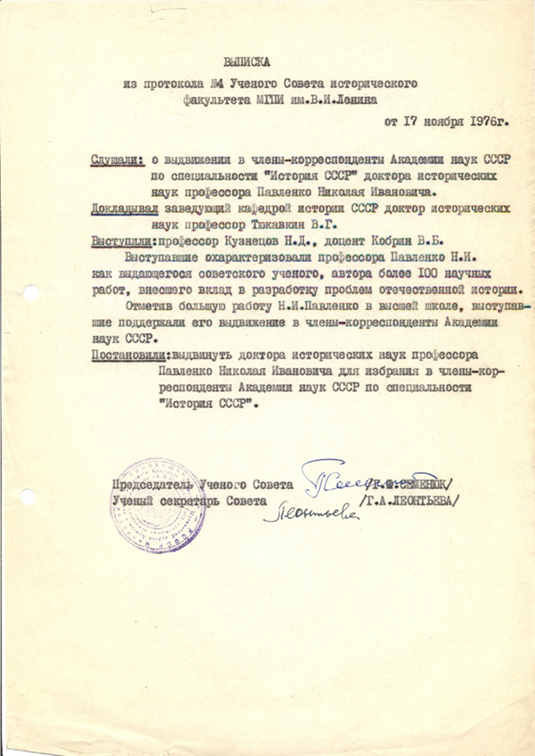 ВЫПИСКА
из протокола №4 Ученого Совета исторического
факультета МГПИ им.В.И.Ленина
от 17 ноября 1976г.
Слушали: о выдвижении в члены-корреспонденты Академии наук СССР
по специальности "История СССР" доктора исторических
наук профессора Павленко Николая Ивановича.
Докладывал заведующий кафедрой истории СССР доктор исторических
наук профессор Тюкавкин В.Г.
Выступили:профессор Кузнецов Н.Д., доцент Кобрин В.Б.
Выступавшие охарактеризовали профессора Павленко Н.И.
как выдающегося советского ученого, автора более 100 научных
работ, внесшего вклад в разработку проблем отечественной истории.
Отметив большую работу Н.И.Павленко в высшей школе, выступав-
шие поддержали его выдвижение в члены-корреспонденты Академии
наук СССР.
Постановили:выдвинуть доктора исторических наук профессора
Павленко Николая Ивановича для избрания в члены-кор-
респонденты Академии наук СССР по специальности
"История СССР".
Председатель Ученого Совета СЕМЕНЮК/
Ученый секретарь Совета /Г.А.ЛЕОНТЬЕВА/
Леонтьева